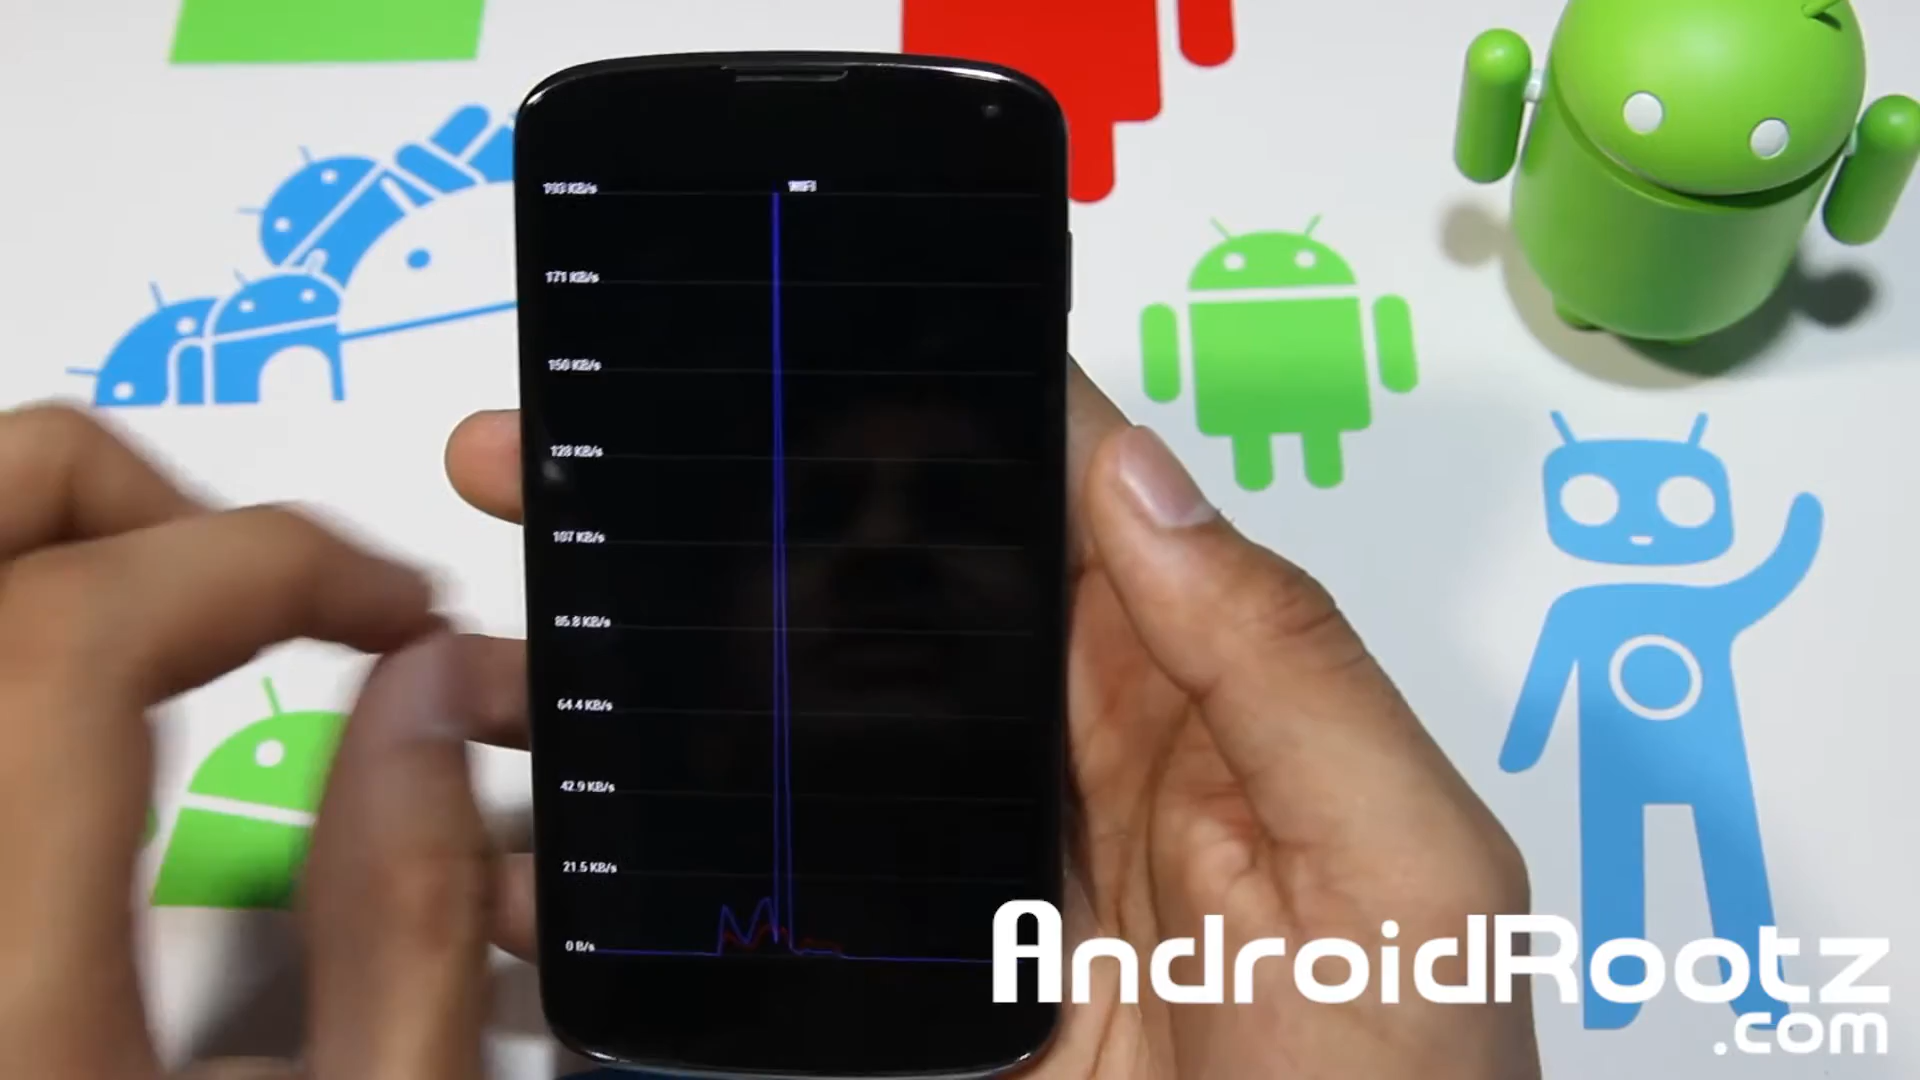 193 KB/s
WIFI
171 KB/s
150 KB/s
128 KB/s
107 KB/s
85.8 KB/s
64.4 KB/s
42.9 KB/s
21.5 KB/s
0 B/s
AndroidRootz
.com